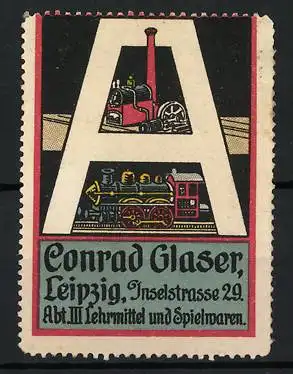 A
Conrad Glaser,
Leipzig, Inselstrasse 29.
Abt. III Lehrmittel und Spielwaren.